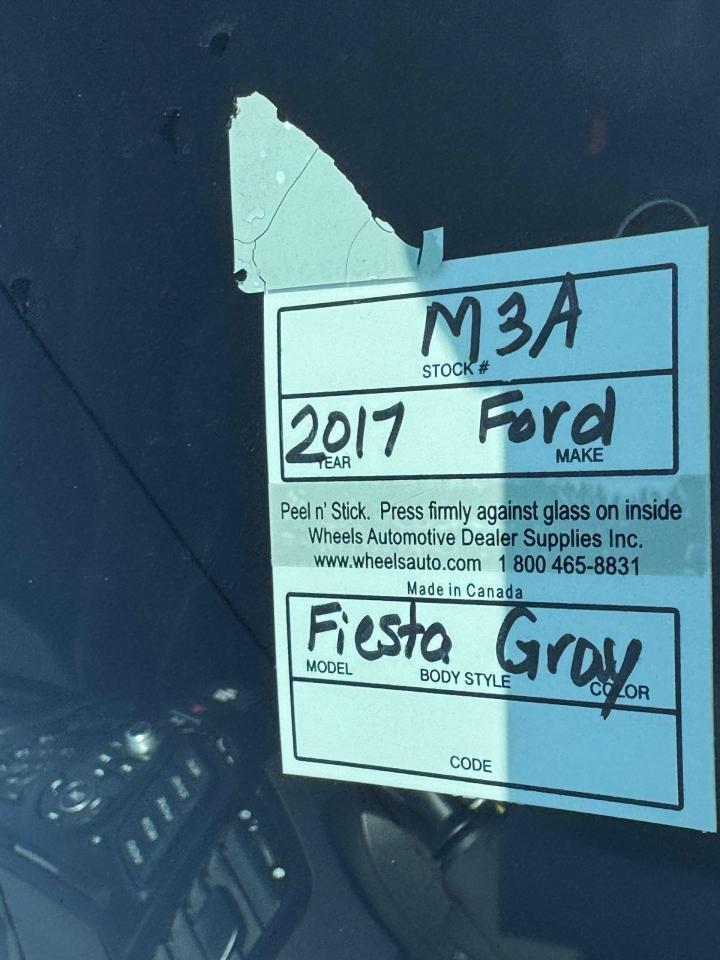 M3A
STOCK #
2017 Ford
YEAR MAKE
Peel n' Stick. Press firmly against glass on inside
Wheels Automotive Dealer Supplies Inc.
www.wheelsauto.com 1 800 465-8831
Made in Canada
Fiesta Gray
MODEL BODY STYLE COLOR
CODE